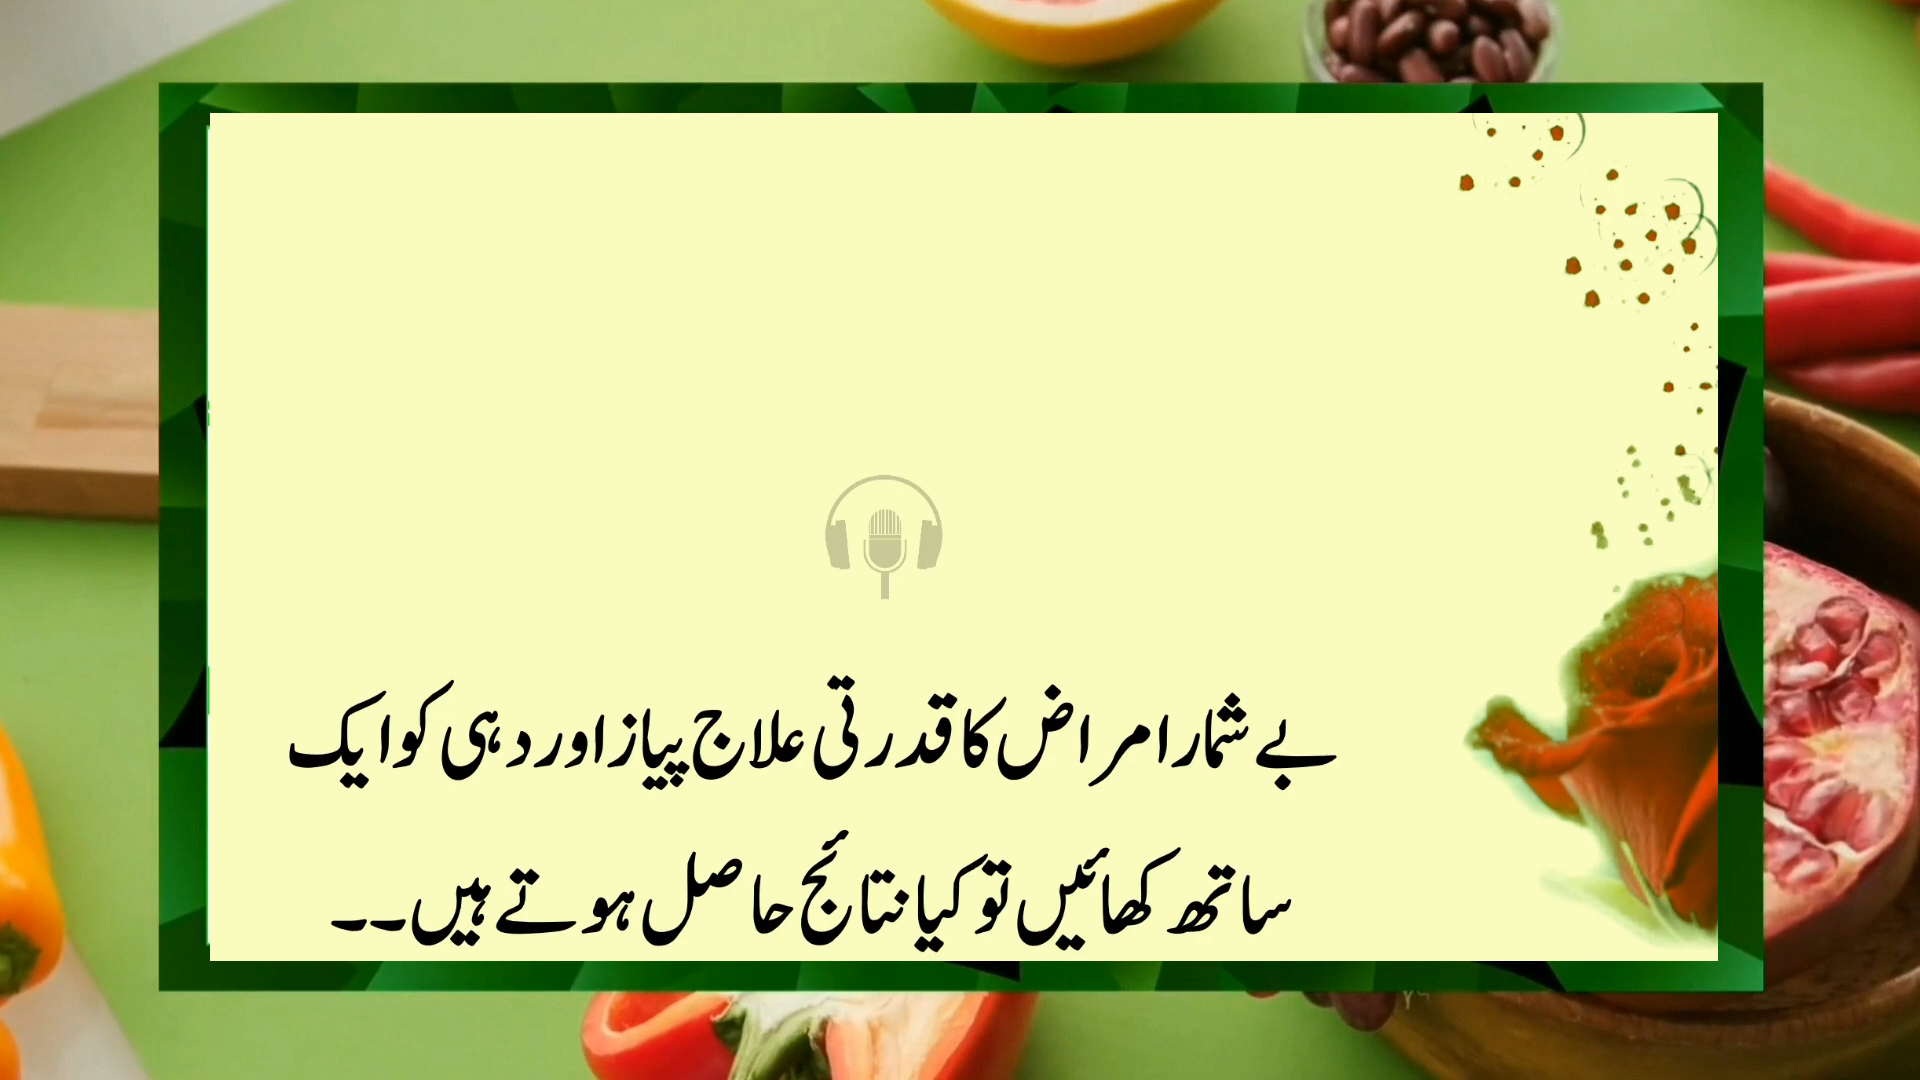 بے شمار امراض کا قدرتی علاج پیاز اور دہی کو ایک
ساتھ کھائیں تو کیا نتائج حاصل ہوتے ہیں۔۔